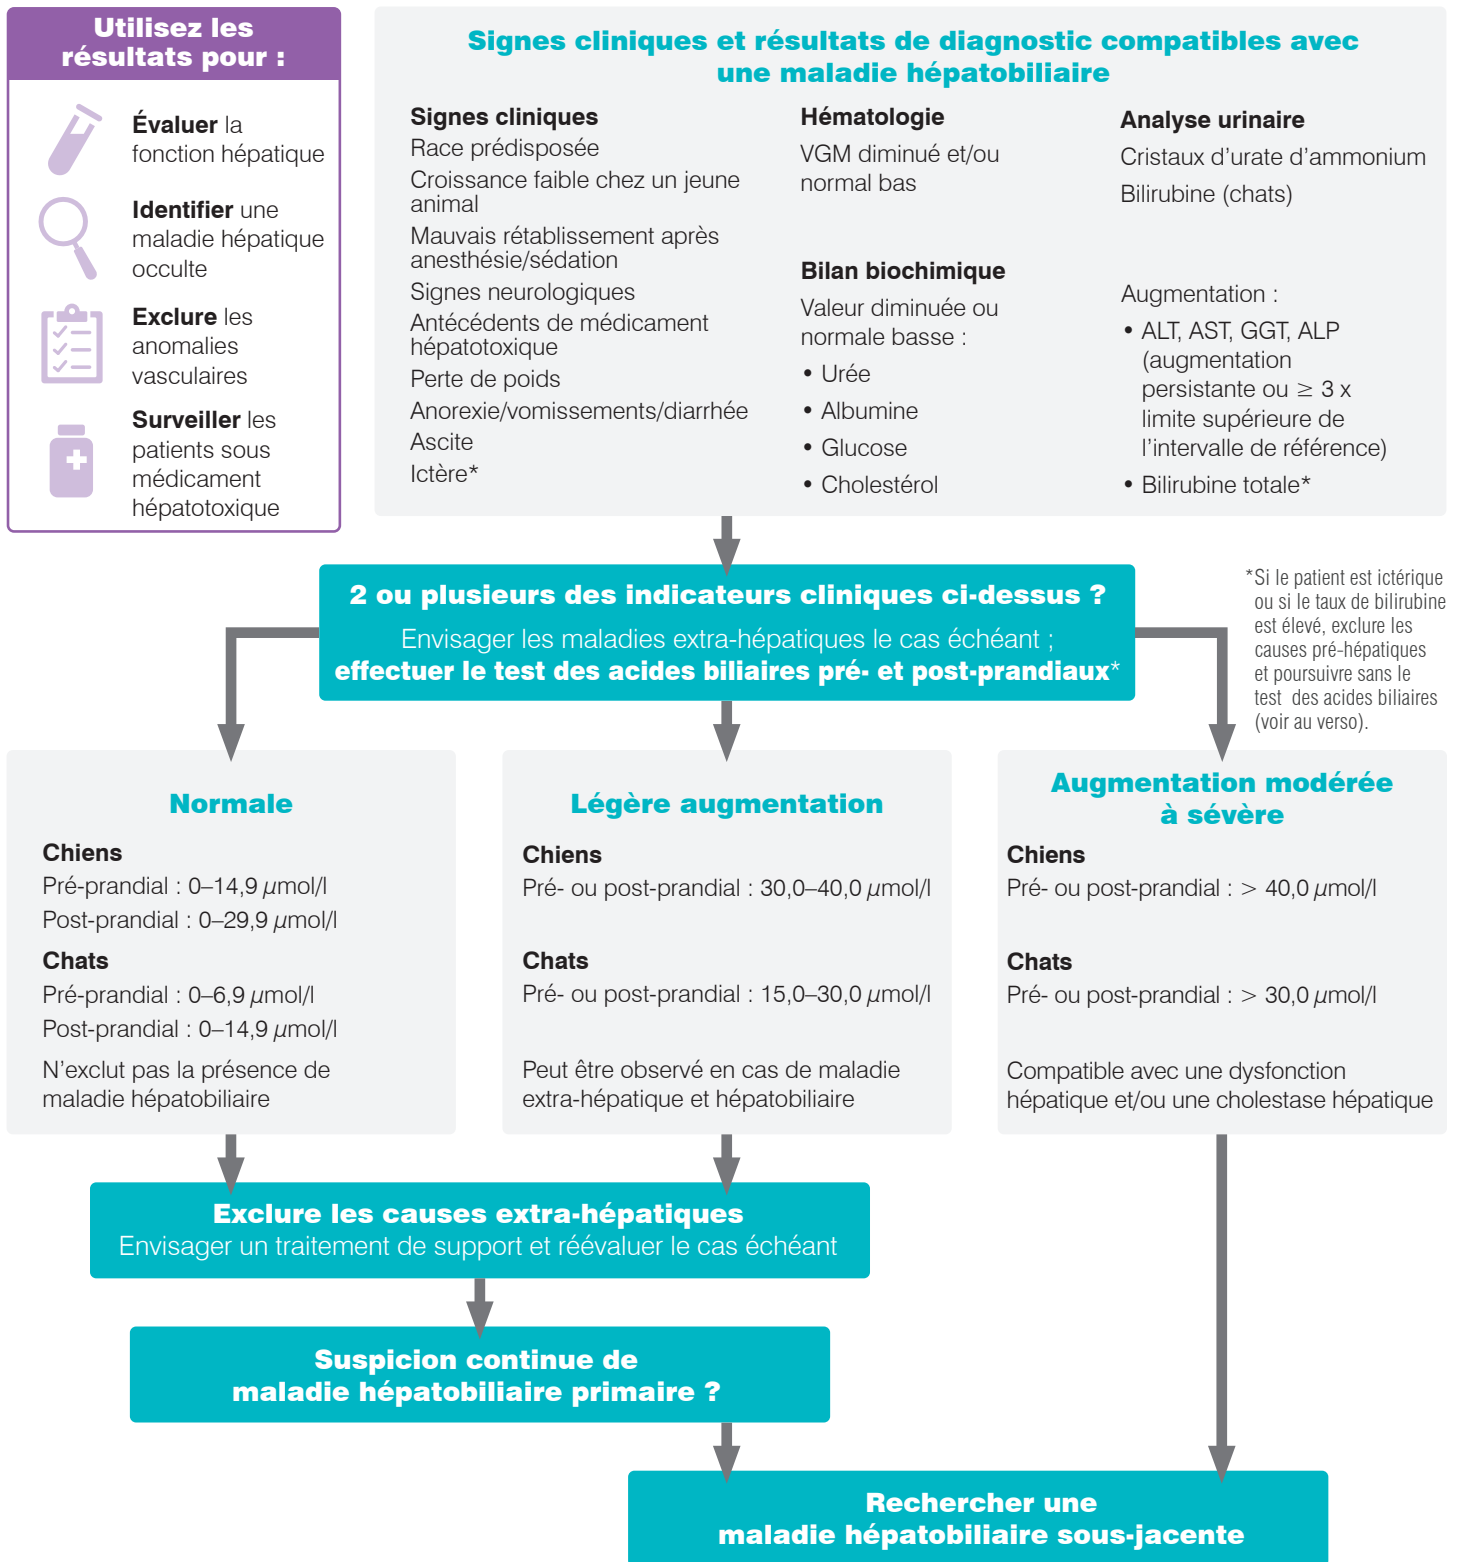 Utilisez les
résultats pour :
Évaluer la
fonction hépatique
Identifier une
maladie hépatique
occulte
Exclure les
anomalies
vasculaires
Surveiller les
patients sous
médicament
hépatotoxique
Signes cliniques et résultats de diagnostic compatibles avec
une maladie hépatobiliaire
Signes cliniques
Race prédisposée
Croissance faible chez un jeune
animal
Mauvais rétablissement après
anesthésie/sédation
Signes neurologiques
Antécédents de médicament
hépatotoxique
Perte de poids
Anorexie/vomissements/diarrhée
Ascite
Ictère*
Hématologie
VGM diminué et/ou
normal bas
Bilan biochimique
Valeur diminuée ou
normale basse :
• Urée
• Albumine
• Glucose
• Cholestérol
Analyse urinaire
Cristaux d’urate d’ammonium
Bilirubine (chats)
Augmentation :
• ALT, AST, GGT, ALP
(augmentation
persistante ou ≥ 3 x
limite supérieure de
l’intervalle de référence)
• Bilirubine totale*
2 ou plusieurs des indicateurs cliniques ci-dessus ?
Envisager les maladies extra-hépatiques le cas échéant ;
effectuer le test des acides biliaires pré- et post-prandiaux*
*Si le patient est ictérique
ou si le taux de bilirubine
est élevé, exclure les
causes pré-hépatiques
et poursuivre sans le
test des acides biliaires
(voir au verso).
Normale
Chiens
Pré-prandial : 0–14,9 µmol/l
Post-prandial : 0–29,9 µmol/l
Chats
Pré-prandial : 0–6,9 µmol/l
Post-prandial : 0–14,9 µmol/l
N’exclut pas la présence de
maladie hépatobiliaire
Légère augmentation
Chiens
Pré- ou post-prandial : 30,0–40,0 µmol/l
Chats
Pré- ou post-prandial : 15,0–30,0 µmol/l
Peut être observé en cas de maladie
extra-hépatique et hépatobiliaire
Augmentation modérée
à sévère
Chiens
Pré- ou post-prandial : > 40,0 µmol/l
Chats
Pré- ou post-prandial : > 30,0 µmol/l
Compatible avec une dysfonction
hépatique et/ou une cholestase hépatique
Exclure les causes extra-hépatiques
Envisager un traitement de support et réévaluer le cas échéant
Suspicion continue de
maladie hépatobiliaire primaire ?
Rechercher une
maladie hépatobiliaire sous-jacente